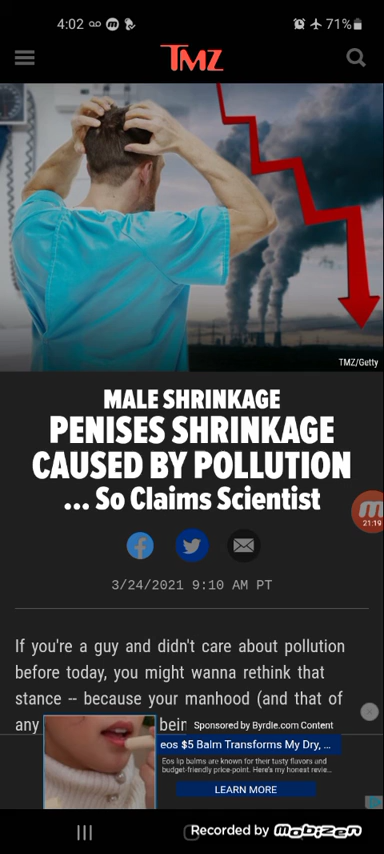 4:02
71%
TMZ
TMZ/Getty
MALE SHRINKAGE
PENISES SHRINKAGE
CAUSED BY POLLUTION
... So Claims Scientist
21:19
3/24/2021 9:10 AM PT
If you're a guy and didn't care about pollution
before today, you might wanna rethink that
stance -- because your manhood (and that of
any
Sponsored by Byrdie.com Content
eos $5 Balm Transforms My Dry, ...
Eos lip balms are known for their tasty flavors and
budget-friendly price-point. Here's my honest revie...
LEARN MORE
Recorded by Mobizen